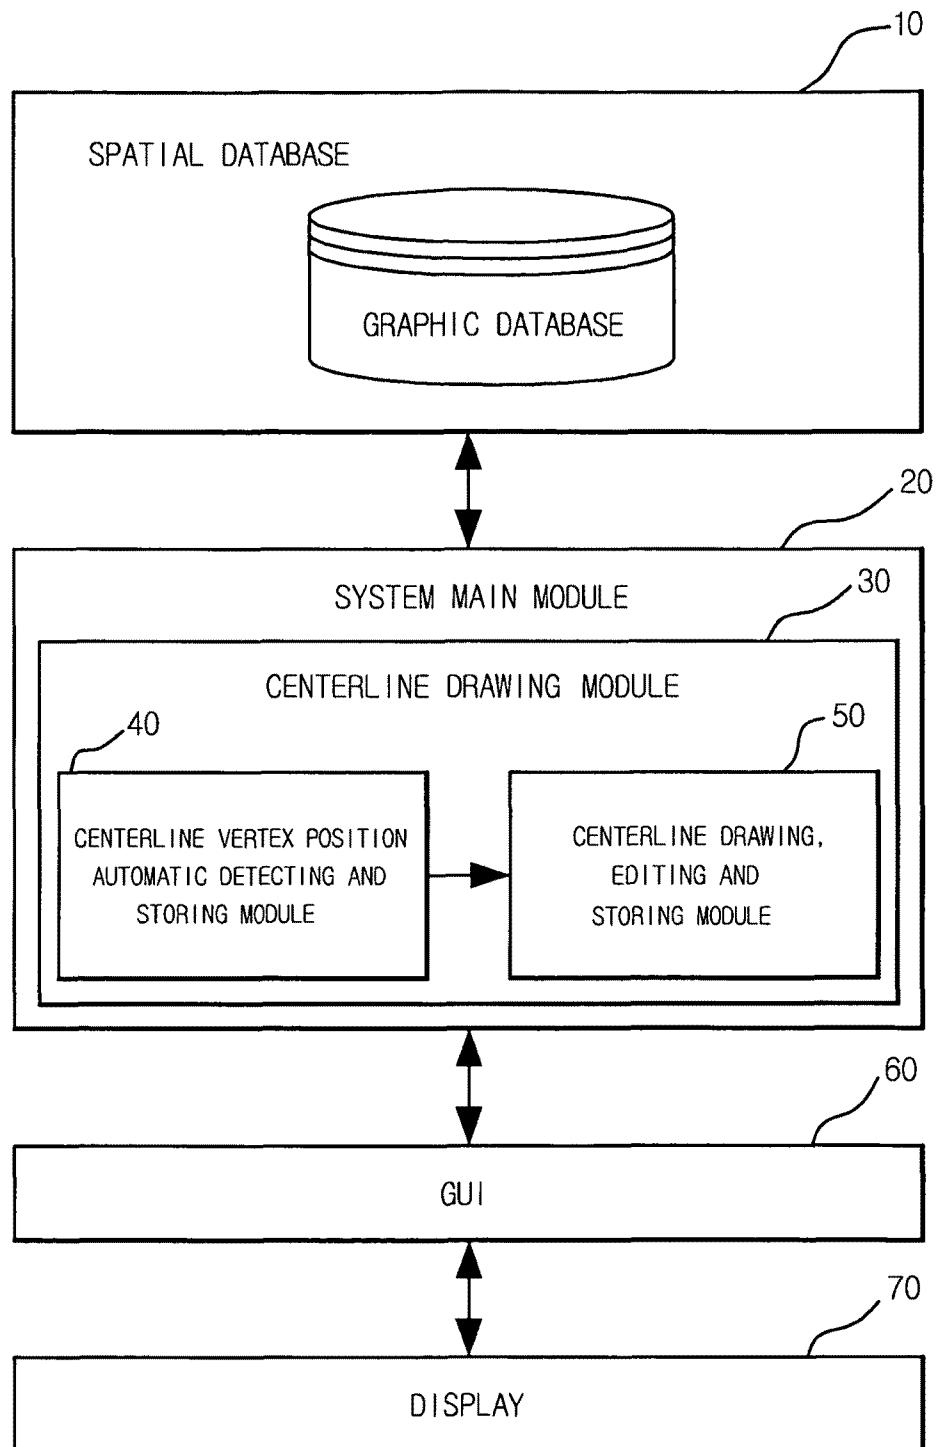 10
SPATIAL DATABASE
GRAPHIC DATABASE
20
SYSTEM MAIN MODULE
30
CENTERLINE DRAWING MODULE
40
50
CENTERLINE VERTEX POSITION
AUTOMATIC DETECTING AND
STORING MODULE
CENTERLINE DRAWING,
EDITING AND
STORING MODULE
60
GUI
70
DISPLAY